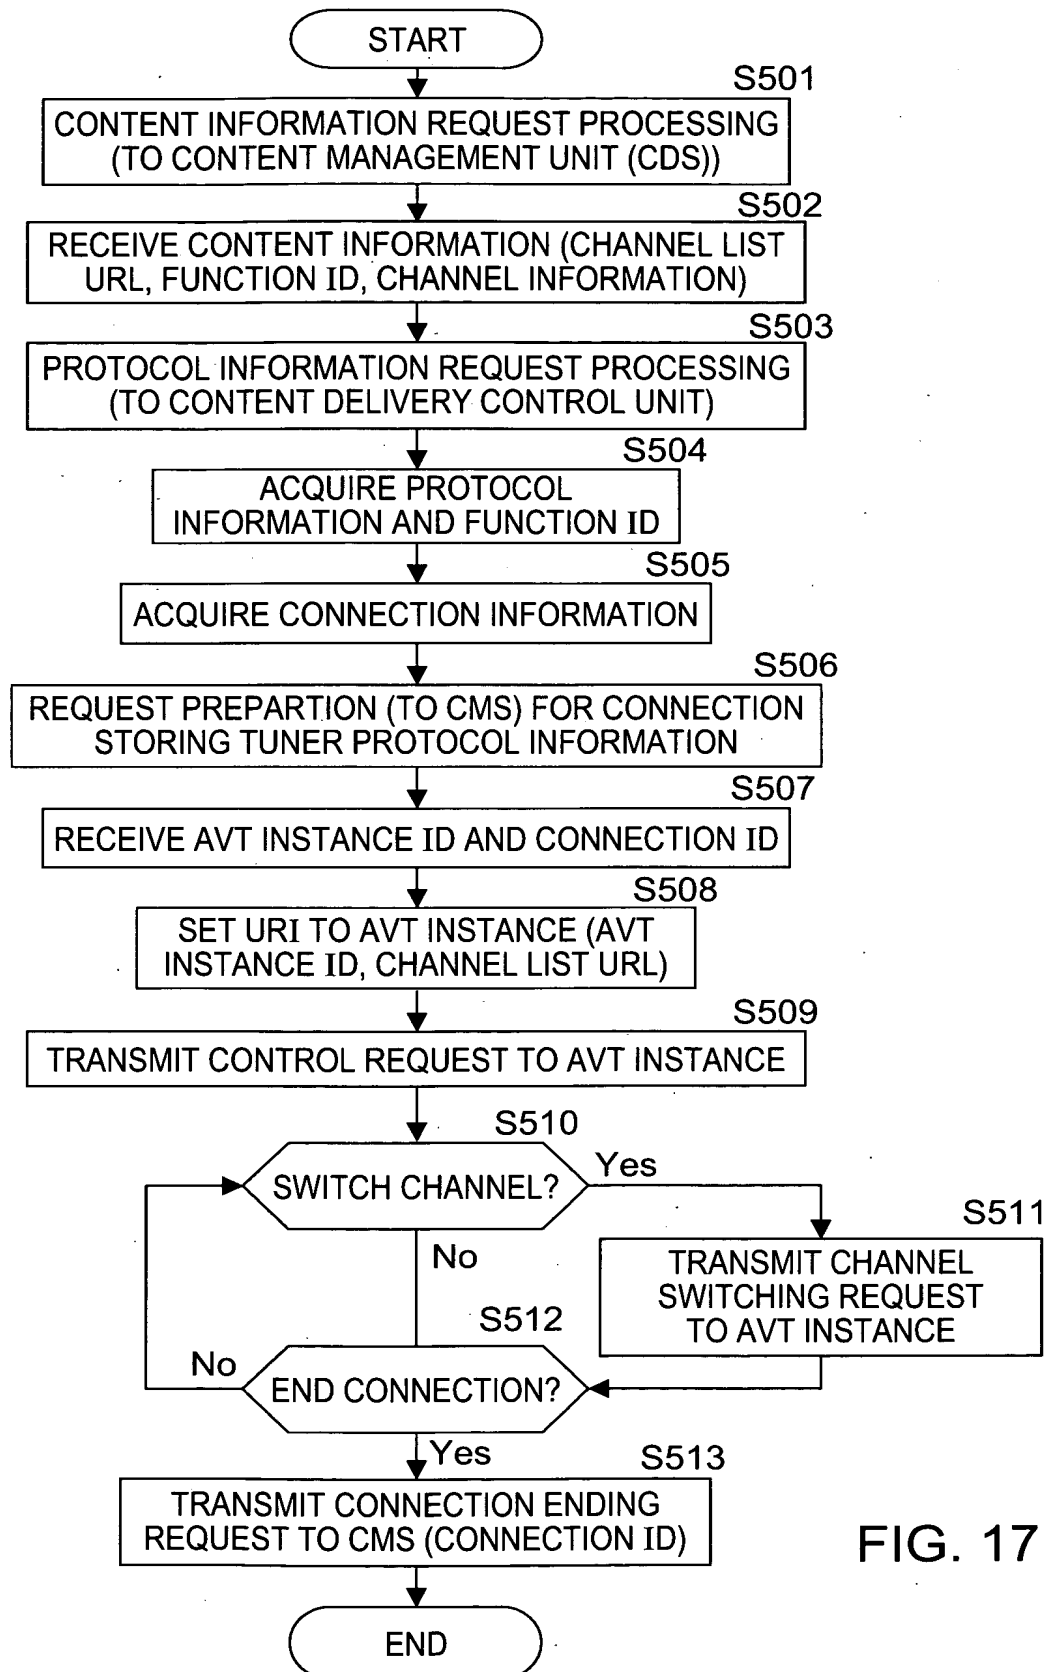 START
S501
CONTENT INFORMATION REQUEST PROCESSING
(TO CONTENT MANAGEMENT UNIT (CDS))
S502
RECEIVE CONTENT INFORMATION (CHANNEL LIST
URL, FUNCTION ID, CHANNEL INFORMATION)
S503
PROTOCOL INFORMATION REQUEST PROCESSING
(TO CONTENT DELIVERY CONTROL UNIT)
S504
ACQUIRE PROTOCOL
INFORMATION AND FUNCTION ID
S505
ACQUIRE CONNECTION INFORMATION
S506
REQUEST PREPARTION (TO CMS) FOR CONNECTION
STORING TUNER PROTOCOL INFORMATION
S507
RECEIVE AVT INSTANCE ID AND CONNECTION ID
S508
SET URI TO AVT INSTANCE (AVT
INSTANCE ID, CHANNEL LIST URL)
S509
TRANSMIT CONTROL REQUEST TO AVT INSTANCE
S510
SWITCH CHANNEL?
Yes
No
S511
TRANSMIT CHANNEL
SWITCHING REQUEST
TO AVT INSTANCE
S512
END CONNECTION?
No
Yes
S513
TRANSMIT CONNECTION ENDING
REQUEST TO CMS (CONNECTION ID)
END
FIG. 17